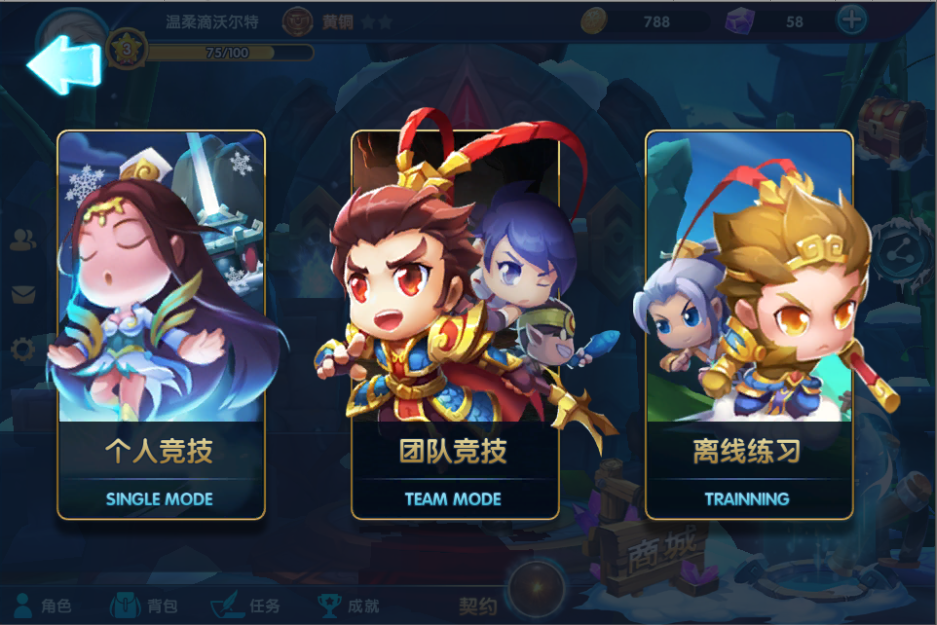 温柔滴沃尔特
黄铜
788
58
3
75/100
个人竞技
SINGLE MODE
团队竞技
TEAM MODE
离线练习
TRAINNING
商城
角色
背包
任务
成就
契约